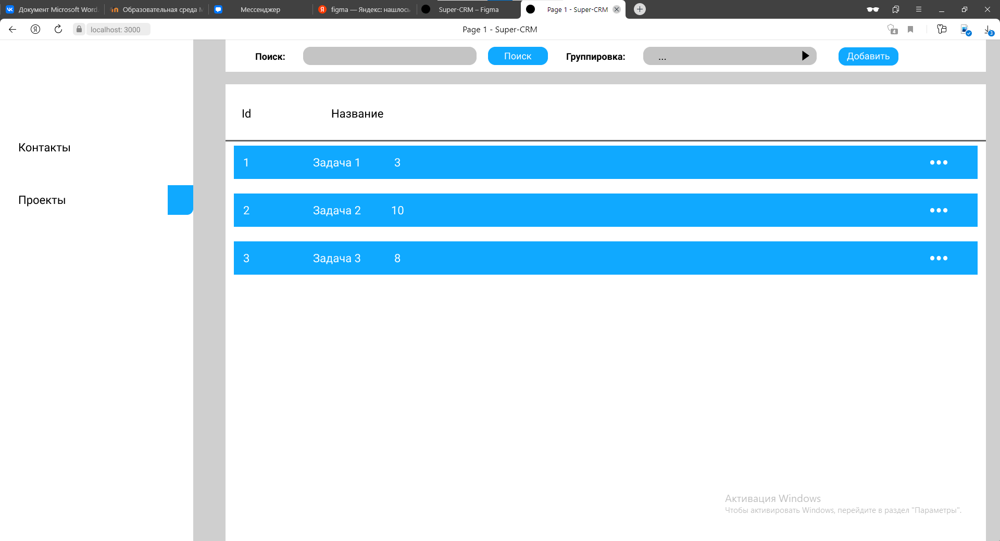 Документ Microsoft Word.
Образовательная среда
Мессенджер
figma — Яндекс: нашлось
Super-CRM – Figma
Page 1 - Super-CRM
localhost: 3000
Page 1 - Super-CRM
4
3
Поиск:
Поиск
Группировка:
...
Добавить
Id
Название
Контакты
Проекты
1 Задача 1 3
2 Задача 2 10
3 Задача 3 8
Активация Windows
Чтобы активировать Windows, перейдите в раздел "Параметры".